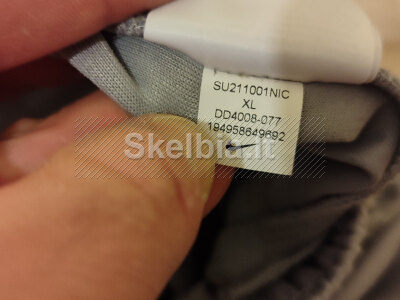 SU211001NIC
XL
DD4008-077
194958649692
Skelbiu.lt